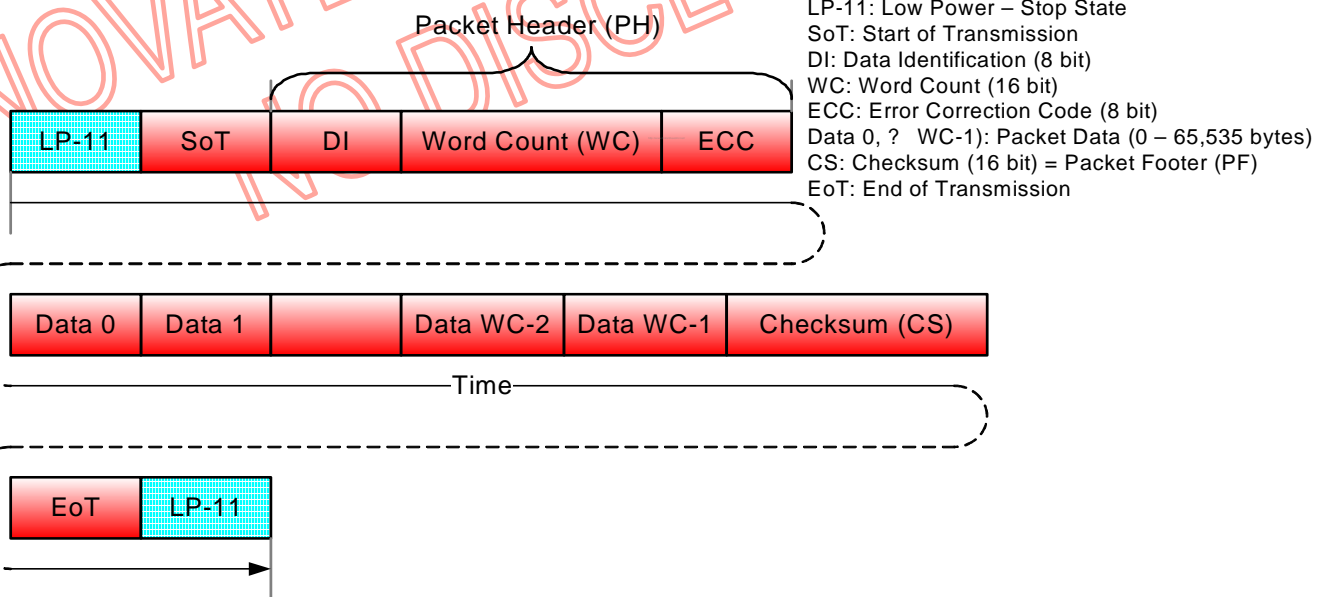 Packet Header (PH)
LP-11: Low Power – Stop State
SoT: Start of Transmission
DI: Data Identification (8 bit)
WC: Word Count (16 bit)
ECC: Error Correction Code (8 bit)
Data 0, ? WC-1): Packet Data (0 – 65,535 bytes)
CS: Checksum (16 bit) = Packet Footer (PF)
EoT: End of Transmission
LP-11 SoT DI Word Count (WC) ECC
Data 0 Data 1 Data WC-2 Data WC-1 Checksum (CS)
Time
EoT LP-11
NO DISCL